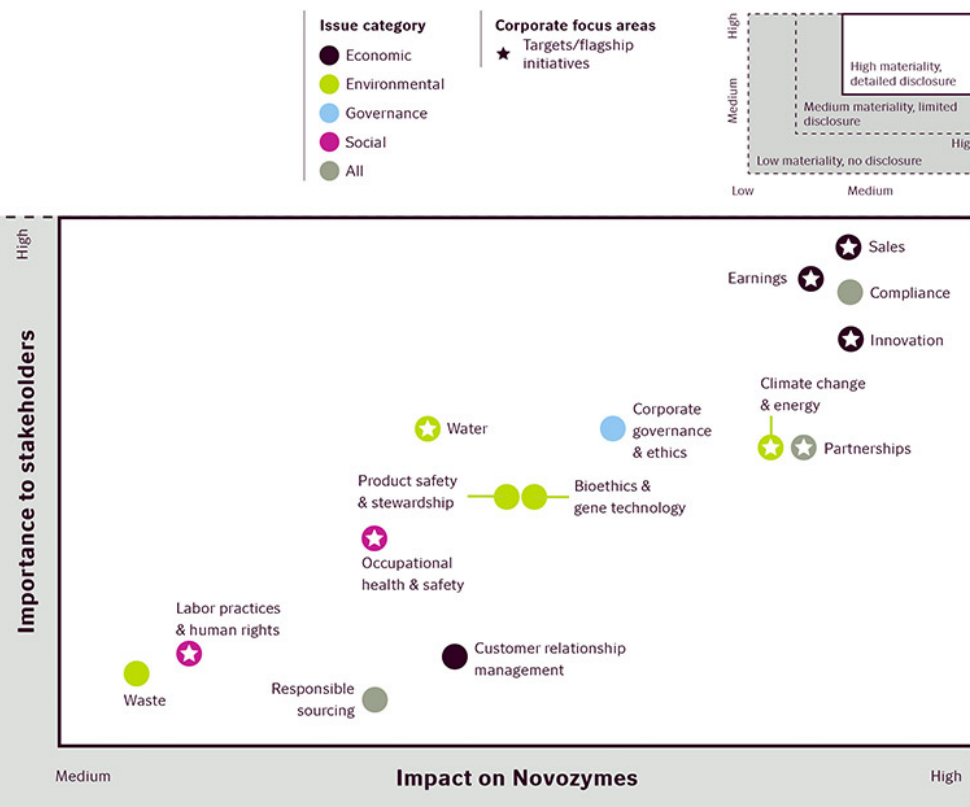 Issue category
Economic
Environmental
Governance
Social
All
Corporate focus areas
Targets/flagship
initiatives
High
Medium
High materiality,
detailed disclosure
Medium materiality, limited
disclosure
Low materiality, no disclosure
Low
Medium
High
Importance to stakeholders
Sales
Earnings
Compliance
Innovation
Climate change
& energy
Partnerships
Corporate
governance
& ethics
Water
Product safety
& stewardship
Bioethics &
gene technology
Occupational
health & safety
Labor practices
& human rights
Waste
Customer relationship
management
Responsible
sourcing
Medium
Impact on Novozymes
High